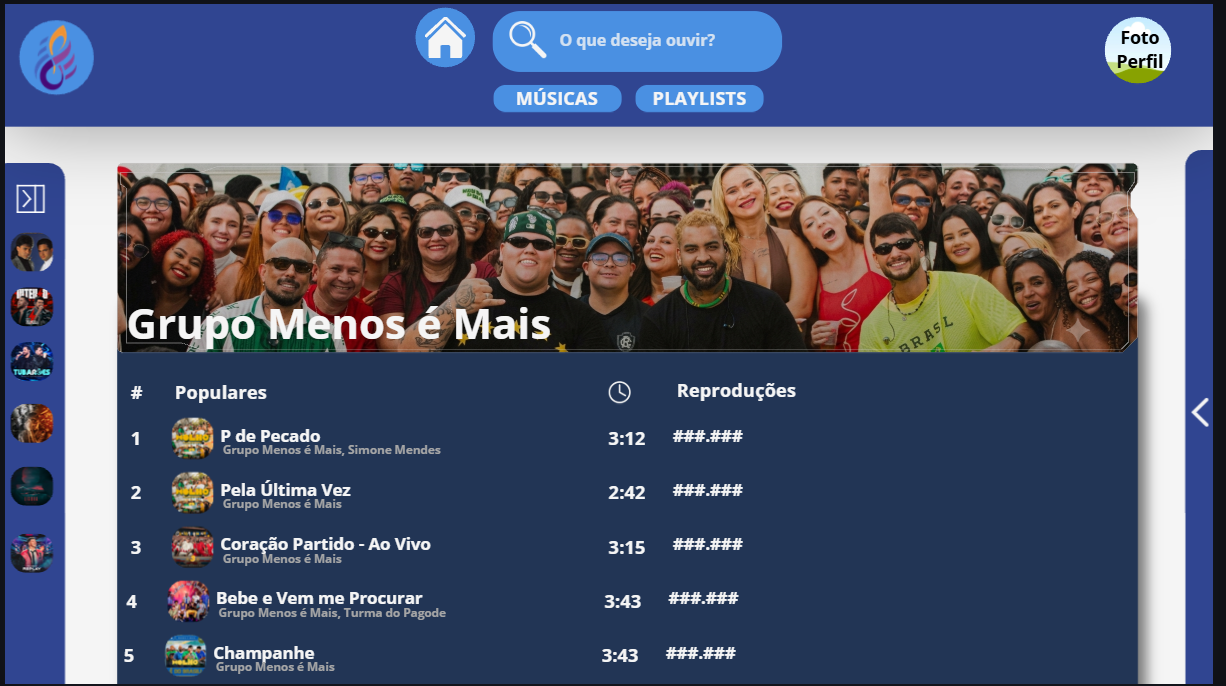 O que deseja ouvir?
Foto
Perfil
MÚSICAS
PLAYLISTS
Grupo Menos é Mais
BRASIL
# Populares Reproduções
1 P de Pecado 3:12 ###.###
Grupo Menos é Mais, Simone Mendes
2 Pela Última Vez 2:42 ###.###
Grupo Menos é Mais
3 Coração Partido - Ao Vivo 3:15 ###.###
Grupo Menos é Mais
4 Bebe e Vem me Procurar 3:43 ###.###
Grupo Menos é Mais, Turma do Pagode
5 Champanhe 3:43 ###.###
Grupo Menos é Mais
TUBARÕES